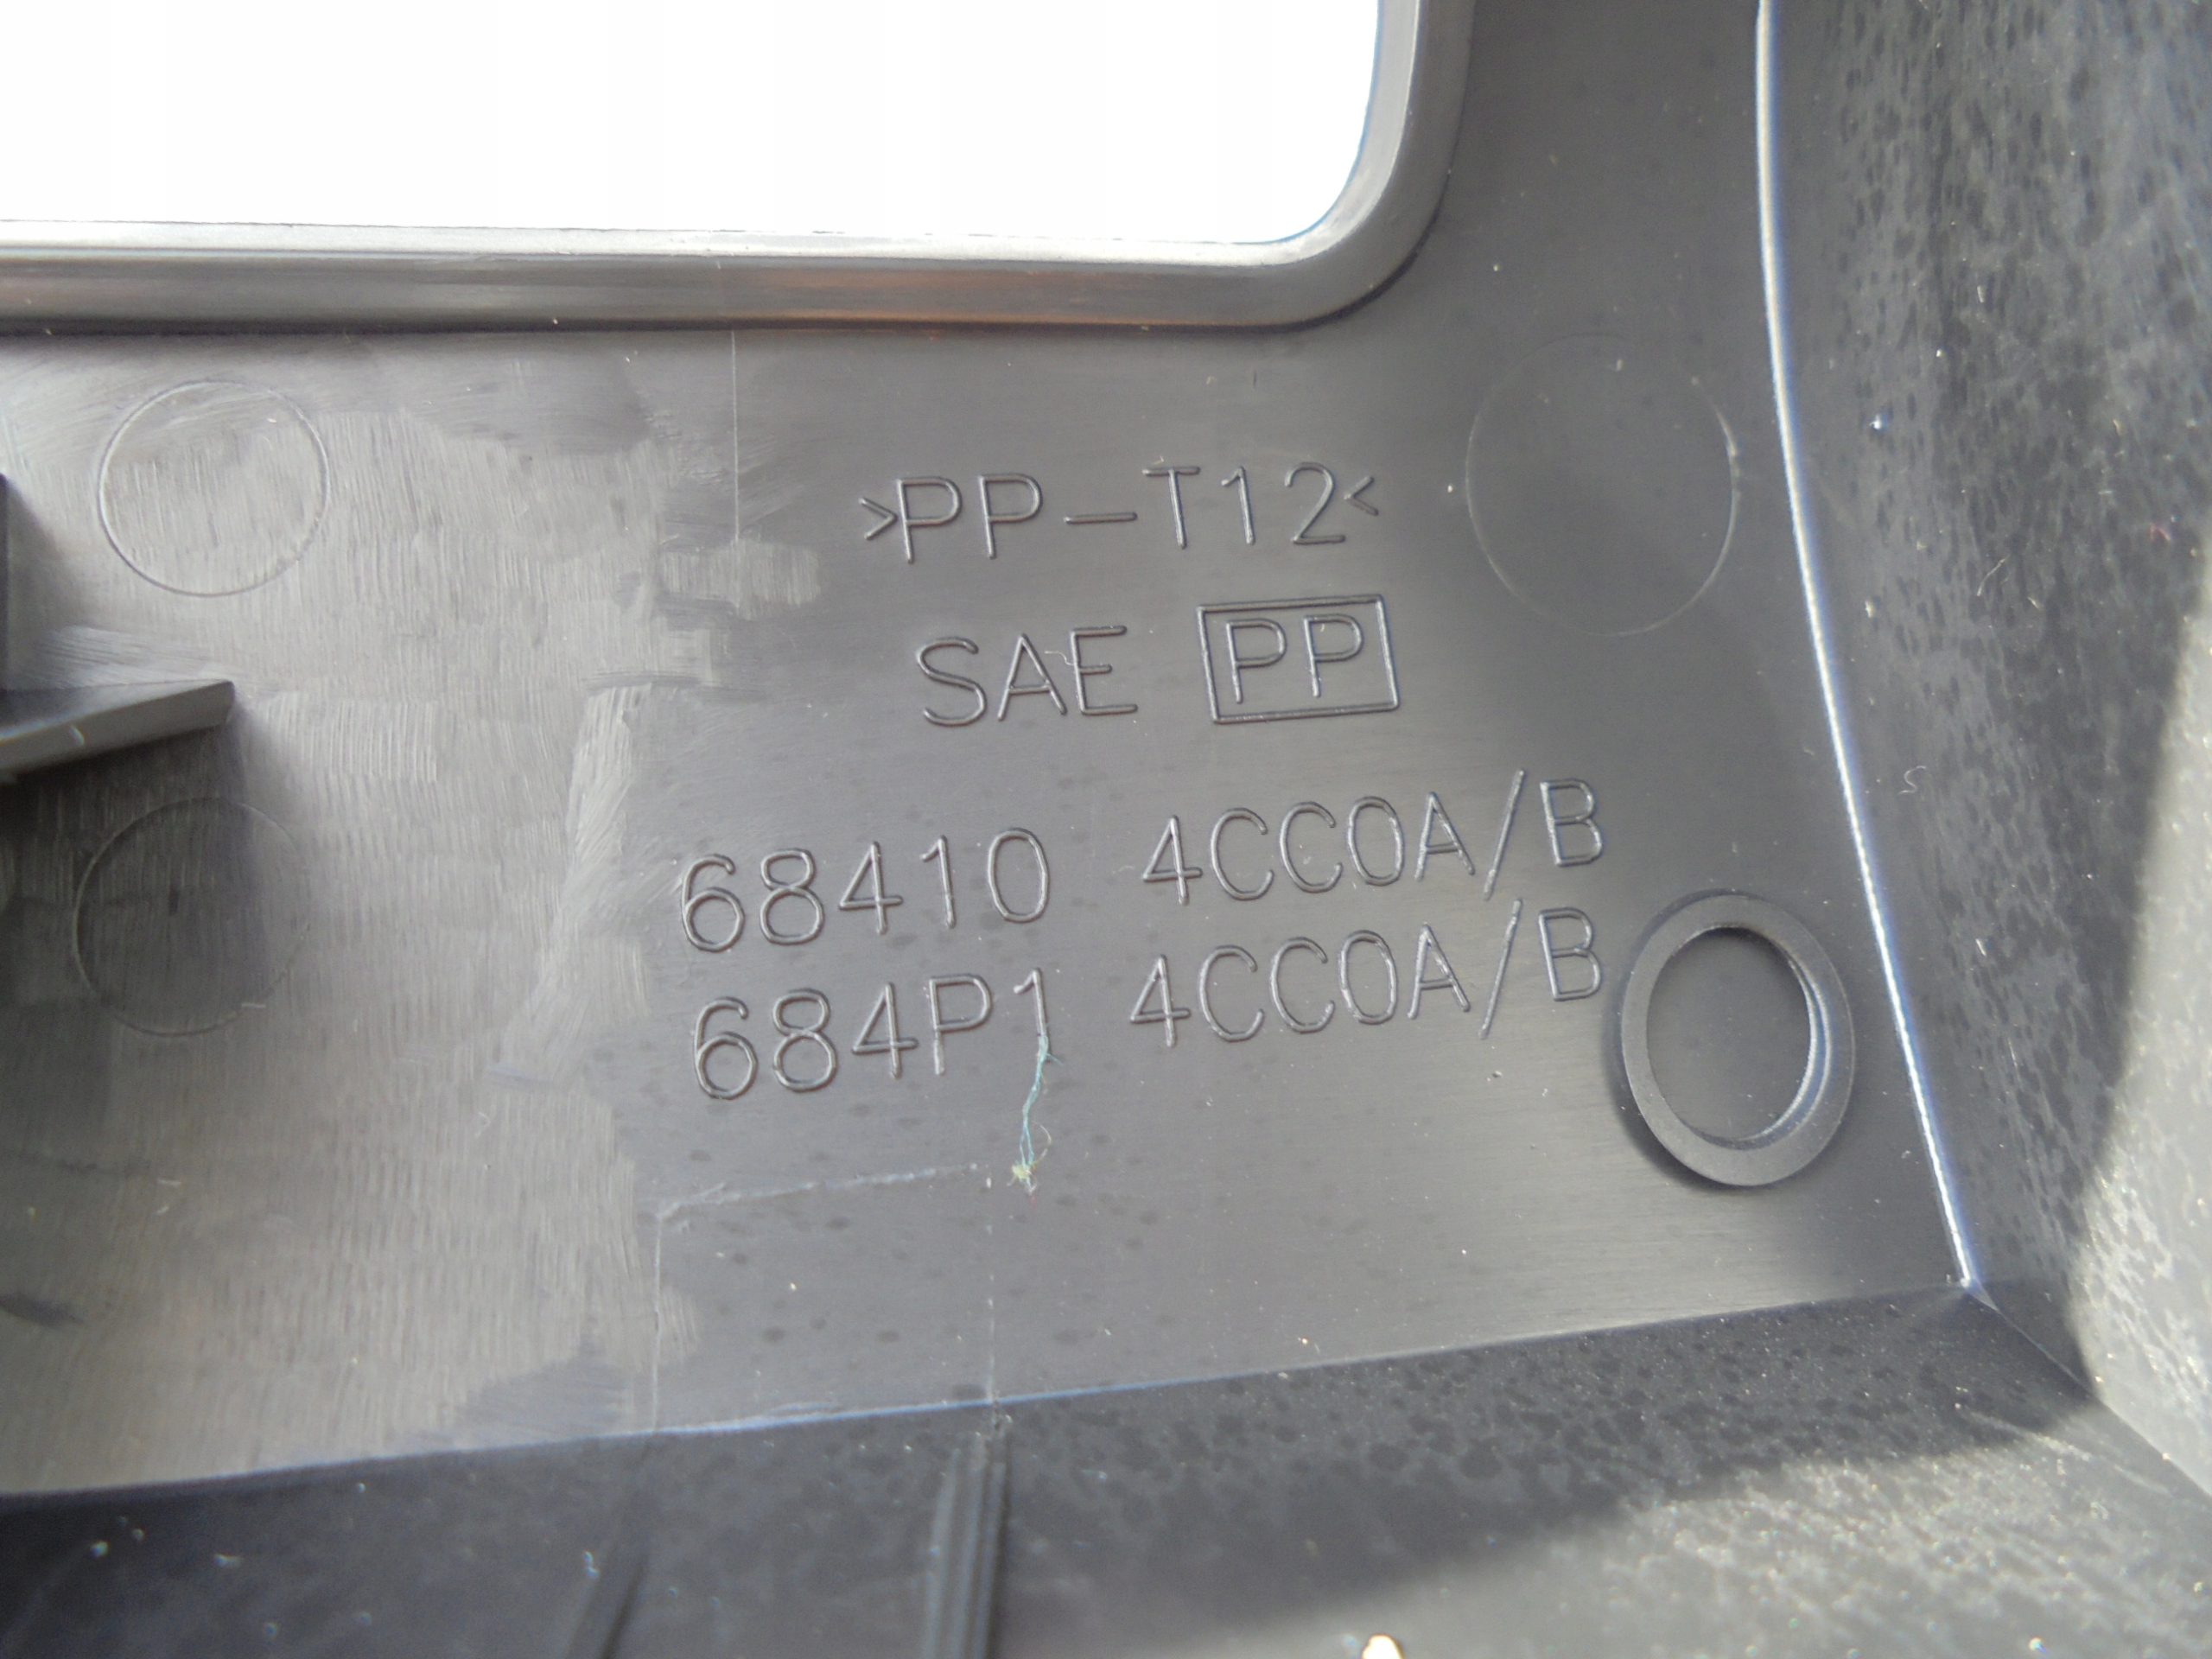 >PP-T12<
SAE PP
68410 4CC0A/B
684P1 4CC0A/B